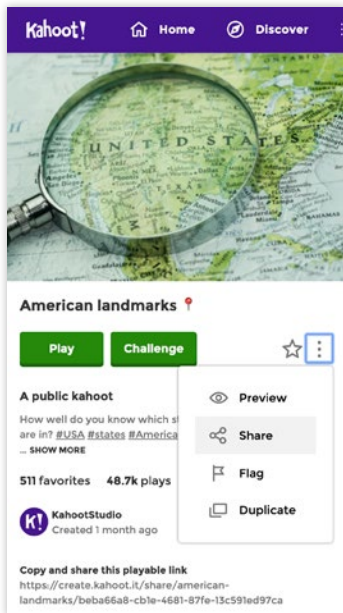 Kahoot!
Home
Discover
UNITED STATES
TEXAS
BAHAMAS
American landmarks
Play
Challenge
A public kahoot
Preview
How well do you know which
are in? #USA #states #America
Share
... SHOW MORE
Flag
511 favorites 48.7k plays
Duplicate
K!
KahootStudio
Created 1 month ago
Copy and share this playable link
https://create.kahoot.it/share/american-
landmarks/beba66a8-cb1e-4681-87fe-13c591ed97ca